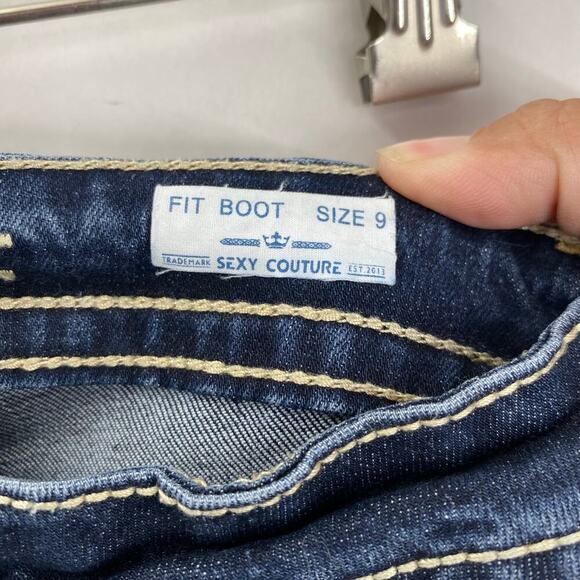 FIT BOOT SIZE 9
TRADEMARK SEXY COUTURE EST.2013